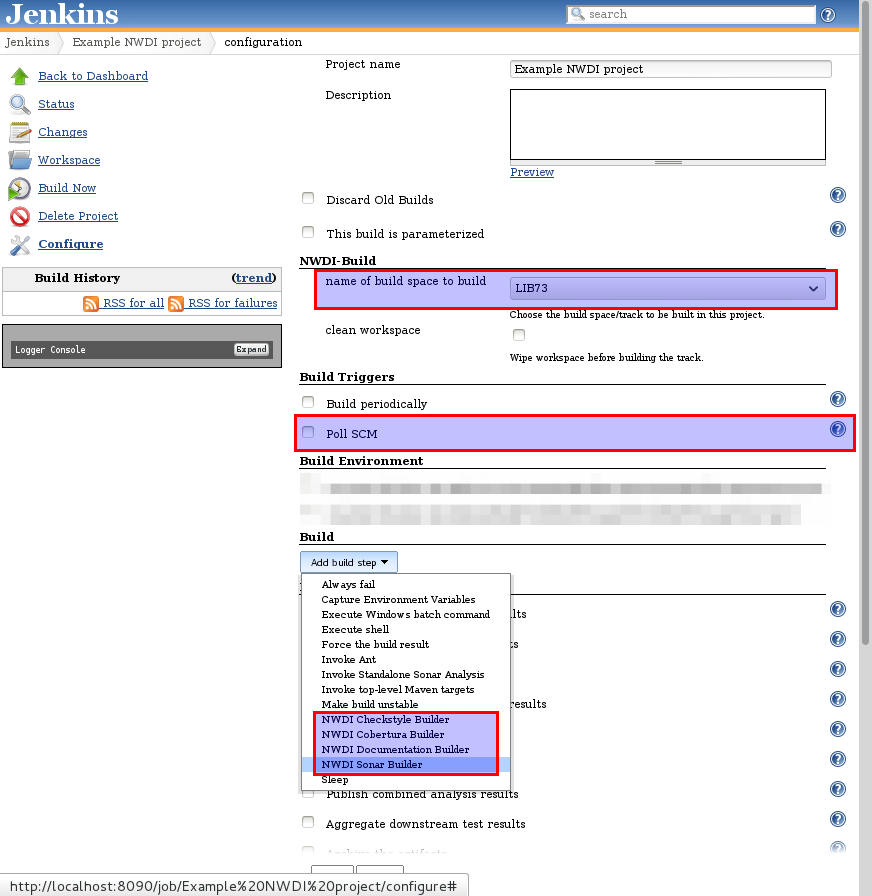 Jenkins
search
Jenkins Example NWDI project configuration
Back to Dashboard
Status
Changes
Workspace
Build Now
Delete Project
Configure
Build History (trend)
RSS for all RSS for failures
Logger Console Expand
Project name Example NWDI project
Description
Preview
Discard Old Builds
This build is parameterized
NWDI-Build
name of build space to build LIB73
Choose the build space/track to be built in this project.
clean workspace
Wipe workspace before building the track.
Build Triggers
Build periodically
Poll SCM
Build Environment
Build
Add build step
Always fail
Capture Environment Variables
Execute Windows batch command
Execute shell
Force the build result
Invoke Ant
Invoke Standalone Sonar Analysis
Invoke top-level Maven targets
Make build unstable
results
NWDI Checkstyle Builder
NWDI Cobertura Builder
NWDI Documentation Builder
NWDI Sonar Builder
Sleep
Publish combined analysis results
Aggregate downstream test results
http://localhost:8090/job/Example%20NWDI%20project/configure#